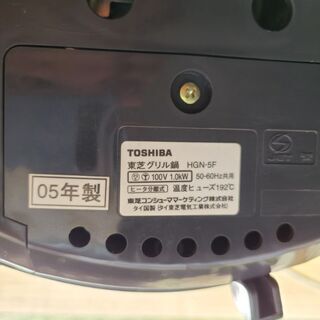 TOSHIBA
東芝グリル鍋 HGN-5F
100V 1.0kW 50-60Hz共用
ヒータ分離式 温度ヒューズ192℃
東芝コンシューママーケティング株式会社
タイ国製 (タイ東芝電気工業株式会社)
05年製